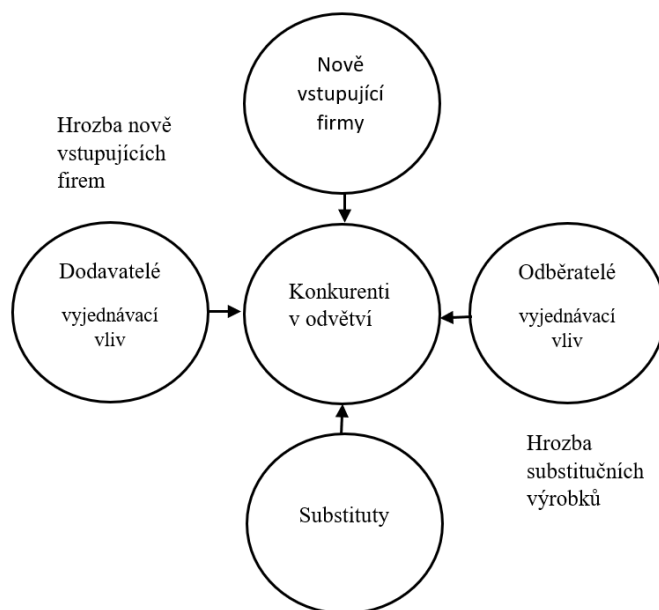 Nově
vstupující
firmy
Hrozba nově
vstupujících
firem
Dodavatelé
vyjednávací
vliv
Konkurenti
v odvětví
Odběratelé
vyjednávací
vliv
Hrozba
substitučních
výrobků
Substituty